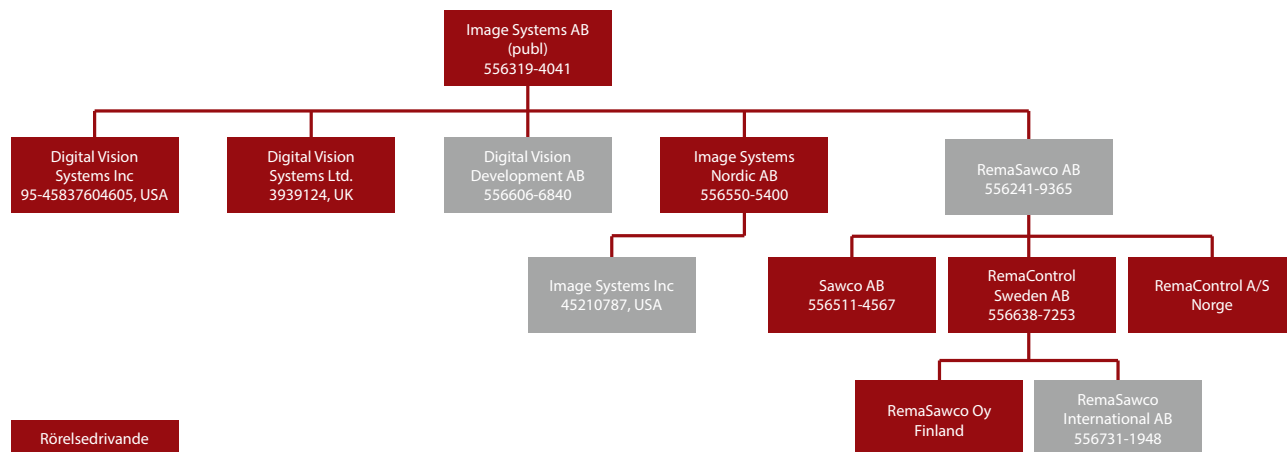 Image Systems AB
(publ)
556319-4041
Digital Vision
Systems Inc
95-45837604605, USA
Digital Vision
Systems Ltd.
3939124, UK
Digital Vision
Development AB
556606-6840
Image Systems
Nordic AB
556550-5400
RemaSawco AB
556241-9365
Image Systems Inc
45210787, USA
Sawco AB
556511-4567
RemaControl
Sweden AB
556638-7253
RemaControl A/S
Norge
RemaSawco Oy
Finland
RemaSawco
International AB
556731-1948
Rörelsedrivande